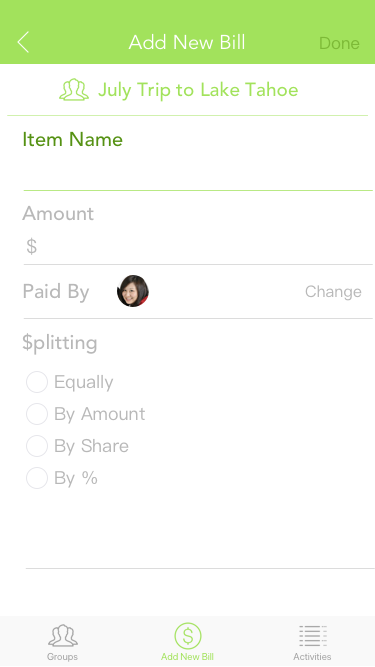 Add New Bill
Done
July Trip to Lake Tahoe
Item Name
Amount
$
Paid By
Change
$plitting
Equally
By Amount
By Share
By %
Groups
Add New Bill
Activities